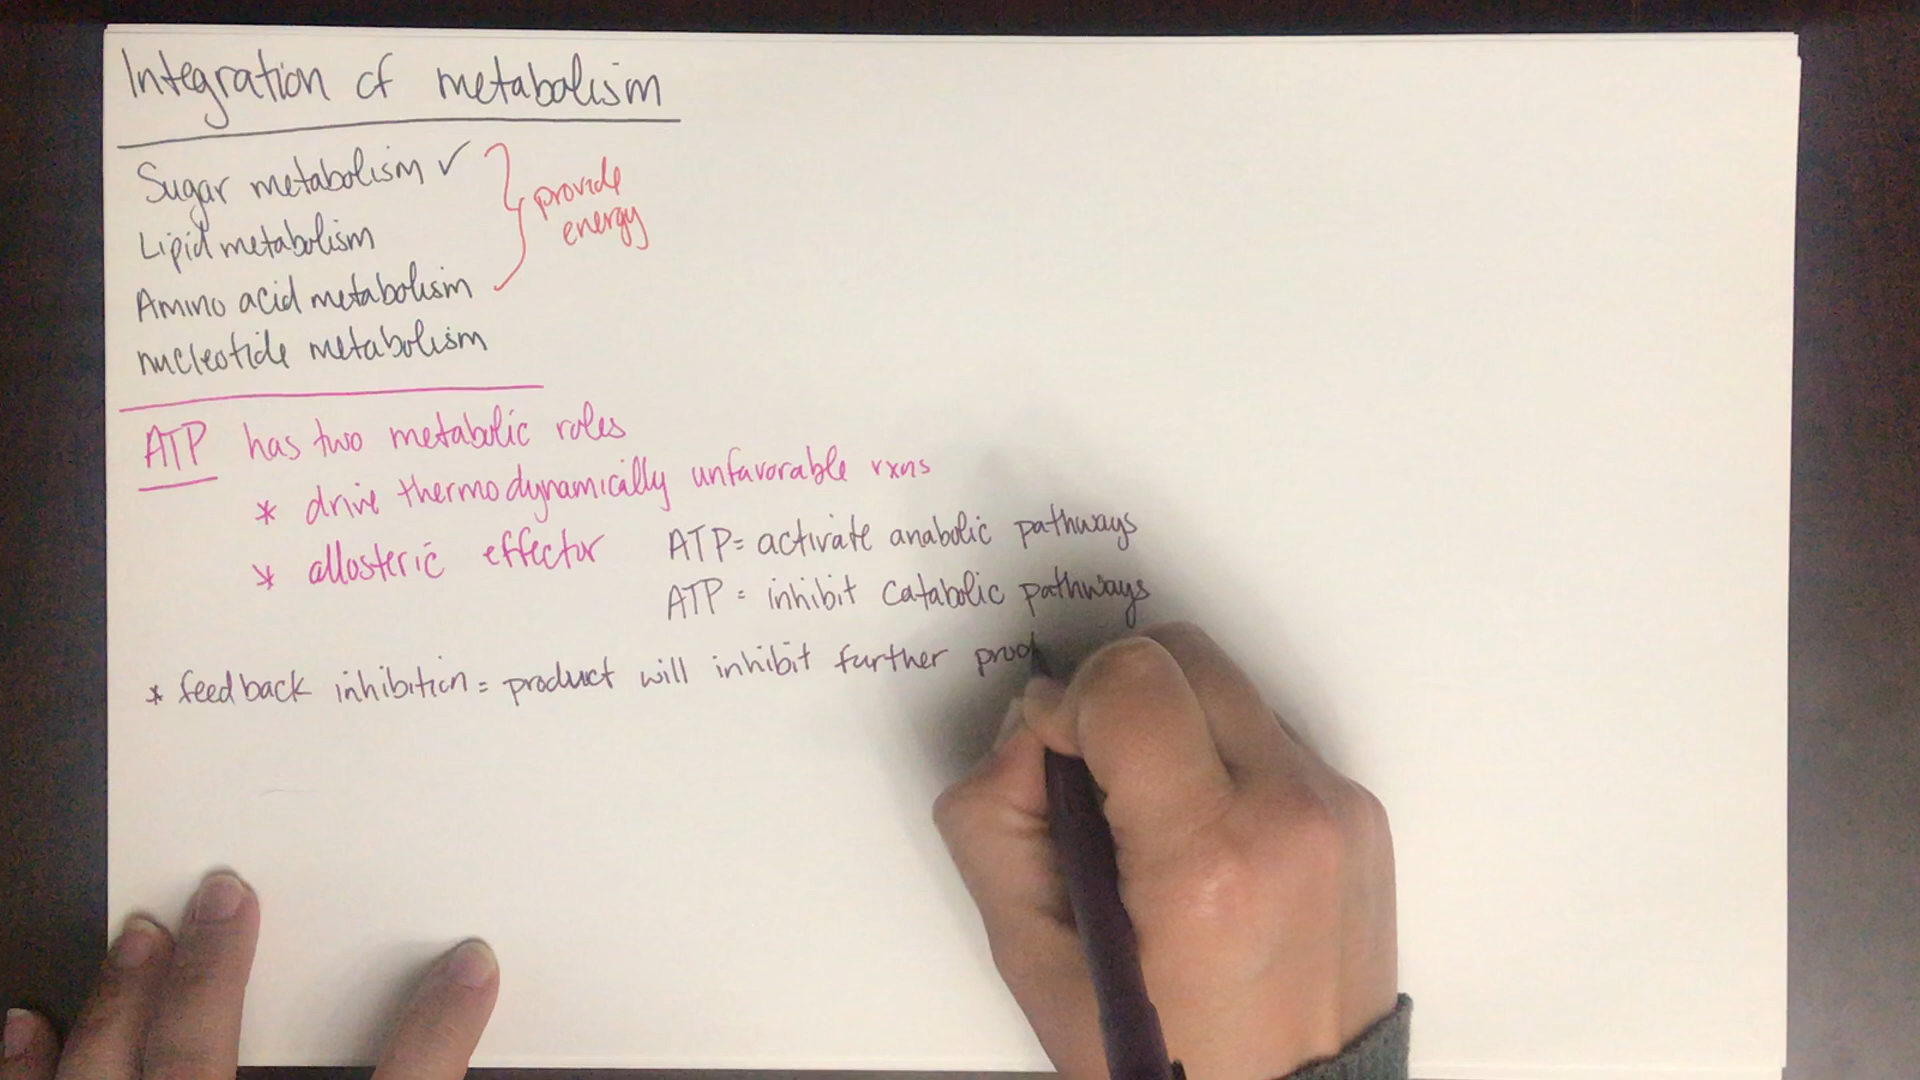 Integration of metabolism
Sugar metabolism ✓
provide
energy
Lipid metabolism
Amino acid metabolism
nucleotide metabolism
ATP has two metabolic roles
* drive thermodynamically unfavorable rxns
* allosteric effector ATP= activate anabolic pathways
ATP = inhibit catabolic pathways
* feedback inhibition = product will inhibit further prod